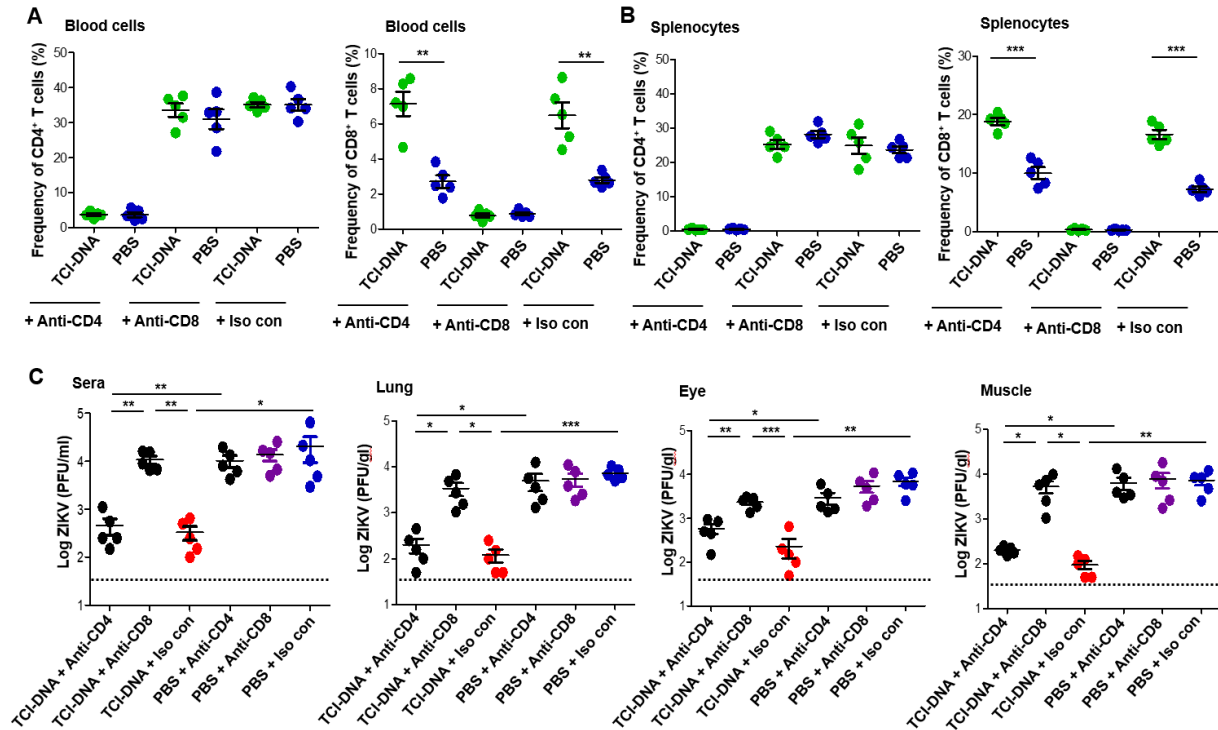 A
Blood cells
Frequency of CD4⁺ T cells (%)
50
40
30
20
10
0
TCI-DNA
PBS
TCI-DNA
PBS
TCI-DNA
PBS
+ Anti-CD4
+ Anti-CD8
+ Iso con
Blood cells
Frequency of CD8⁺ T cells (%)
10
8
6
4
2
0
**
**
TCI-DNA
PBS
TCI-DNA
PBS
TCI-DNA
PBS
+ Anti-CD4
+ Anti-CD8
+ Iso con
B
Splenocytes
Frequency of CD4⁺ T cells (%)
50
40
30
20
10
0
TCI-DNA
PBS
TCI-DNA
PBS
TCI-DNA
PBS
+ Anti-CD4
+ Anti-CD8
+ Iso con
Splenocytes
Frequency of CD8⁺ T cells (%)
30
20
10
0
***
***
TCI-DNA
PBS
TCI-DNA
PBS
TCI-DNA
PBS
+ Anti-CD4
+ Anti-CD8
+ Iso con
C
Sera
Log ZIKV (PFU/ml)
5
4
3
2
1
**
**
**
*
TCI-DNA + Anti-CD4
TCI-DNA + Anti-CD8
TCI-DNA + Iso con
PBS + Anti-CD4
PBS + Anti-CD8
PBS + Iso con
Lung
Log ZIKV (PFU/gl)
5
4
3
2
1
*
*
*
***
TCI-DNA + Anti-CD4
TCI-DNA + Anti-CD8
TCI-DNA + Iso con
PBS + Anti-CD4
PBS + Anti-CD8
PBS + Iso con
Eye
Log ZIKV (PFU/gl)
5
4
3
2
1
*
**
***
**
TCI-DNA + Anti-CD4
TCI-DNA + Anti-CD8
TCI-DNA + Iso con
PBS + Anti-CD4
PBS + Anti-CD8
PBS + Iso con
Muscle
Log ZIKV (PFU/gl)
5
4
3
2
1
*
*
*
**
TCI-DNA + Anti-CD4
TCI-DNA + Anti-CD8
TCI-DNA + Iso con
PBS + Anti-CD4
PBS + Anti-CD8
PBS + Iso con